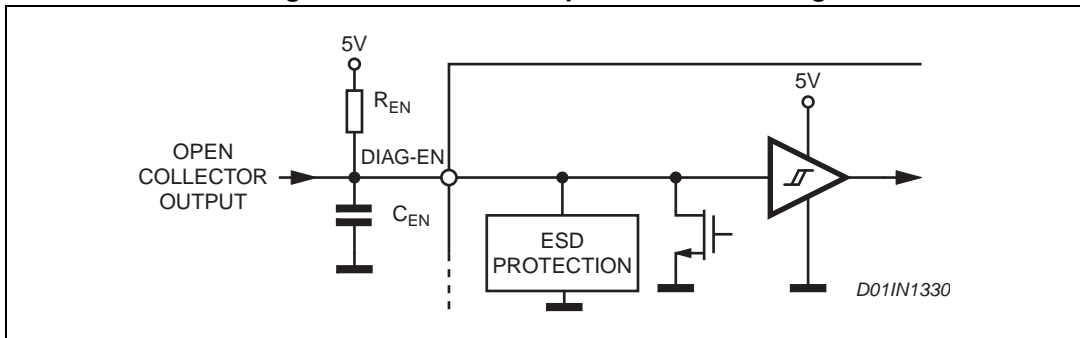 5V
R_EN
5V
OPEN
COLLECTOR
OUTPUT
DIAG-EN
C_EN
ESD
PROTECTION
D01IN1330